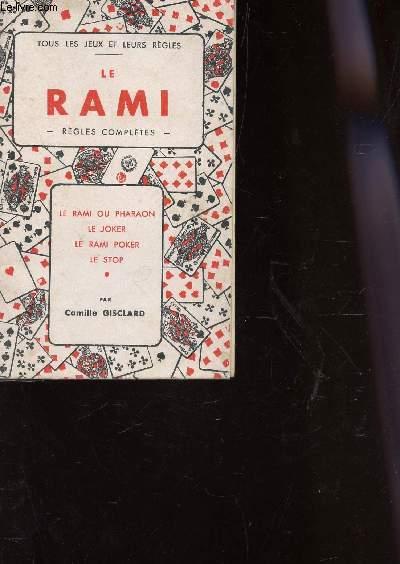 Le-livre.com
TOUS LES JEUX ET LEURS RÈGLES
LE
RAMI
- RÈGLES COMPLÈTES -
LE RAMI OU PHARAON
LE JOKER
LE RAMI POKER
LE STOP
PAR
Camille GISCLARD